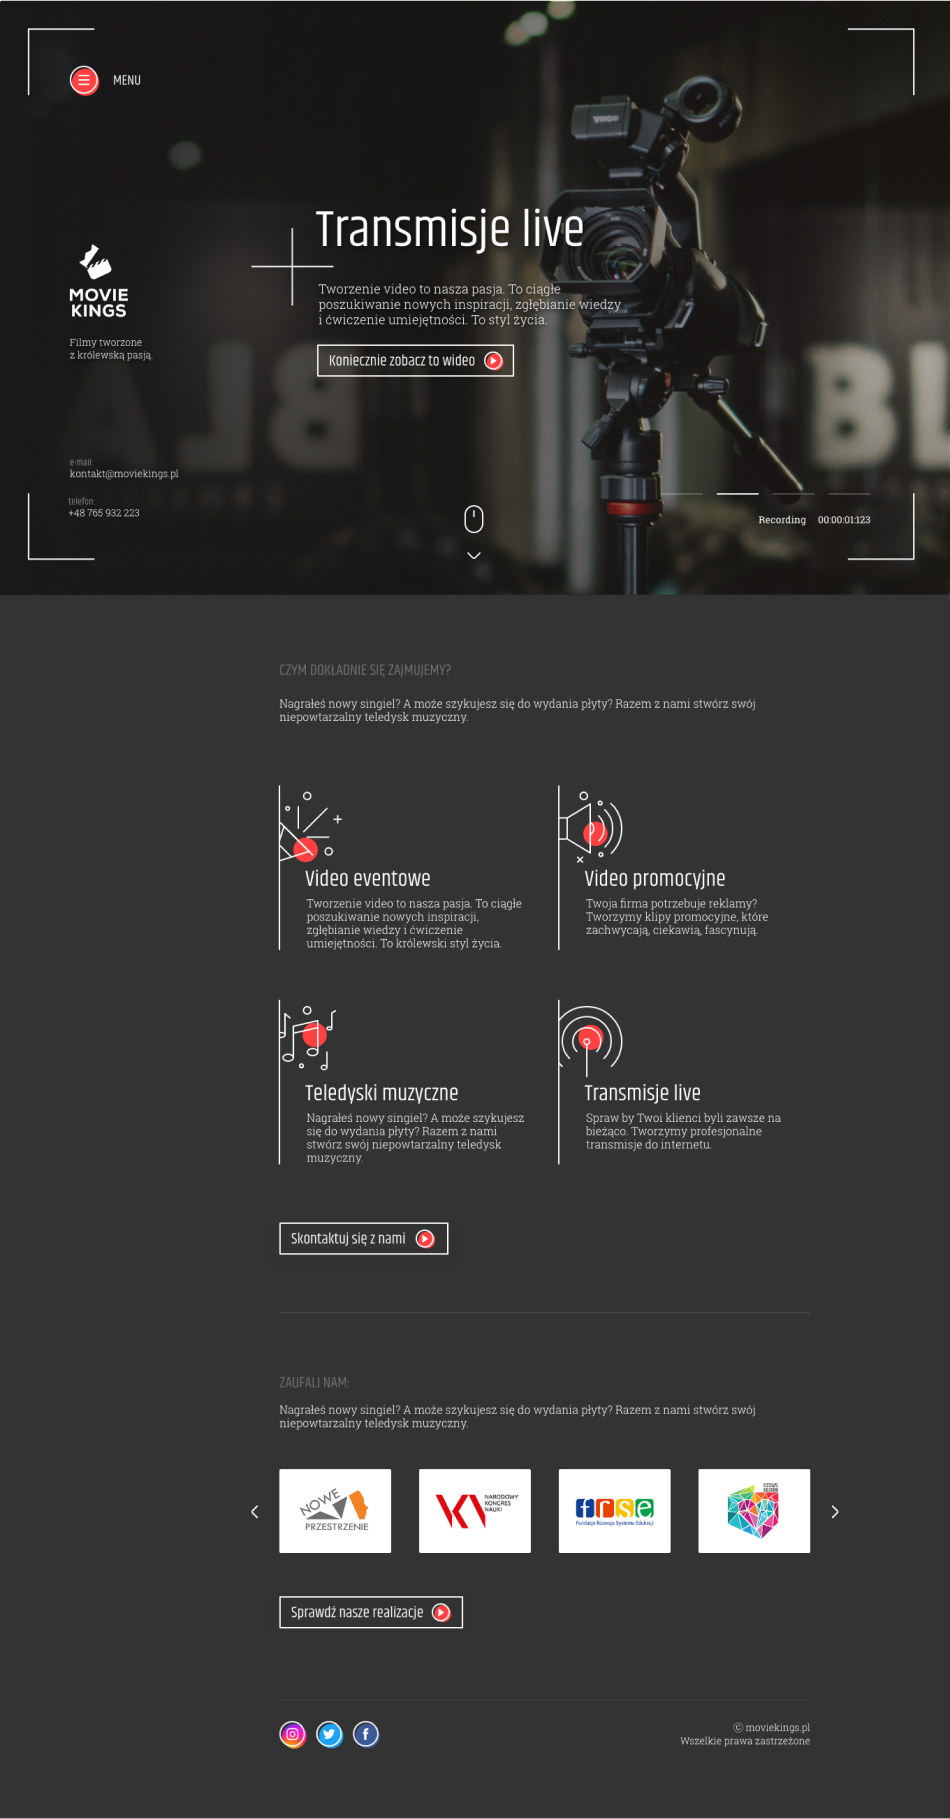 MENU
TWOO
Transmisje live
MOVIE
KINGS
Tworzenie video to nasza pasja. To ciągłe
poszukiwanie nowych inspiracji, zgłębianie wiedzy
i ćwiczenie umiejętności. To styl życia.
Filmy tworzone
z królewską pasją.
Koniecznie zobacz to wideo
e-mail:
kontakt@moviekings.pl
telefon:
+48 765 932 223
Recording 00:00:01:123
CZYM DOKŁADNIE SIĘ ZAJMUJEMY?
Nagrałeś nowy singiel? A może szykujesz się do wydania płyty? Razem z nami stwórz swój
niepowtarzalny teledysk muzyczny.
Video eventowe
Tworzenie video to nasza pasja. To ciągłe
poszukiwanie nowych inspiracji,
zgłębianie wiedzy i ćwiczenie
umiejętności. To królewski styl życia.
Video promocyjne
Twoja firma potrzebuje reklamy?
Tworzymy klipy promocyjne, które
zachwycają, ciekawią, fascynują.
Teledyski muzyczne
Nagrałeś nowy singiel? A może szykujesz
się do wydania płyty? Razem z nami
stwórz swój niepowtarzalny teledysk
muzyczny.
Transmisje live
Spraw by Twoi klienci byli zawsze na
bieżąco. Tworzymy profesjonalne
transmisje do internetu.
Skontaktuj się z nami
ZAUFALI NAM:
Nagrałeś nowy singiel? A może szykujesz się do wydania płyty? Razem z nami stwórz swój
niepowtarzalny teledysk muzyczny.
NOWE
PRZESTRZENIE
NARODOWY
KONGRES
NAUKI
frse
Fundacja Rozwoju Systemu Edukacji
Sprawdź nasze realizacje
© moviekings.pl
Wszelkie prawa zastrzeżone